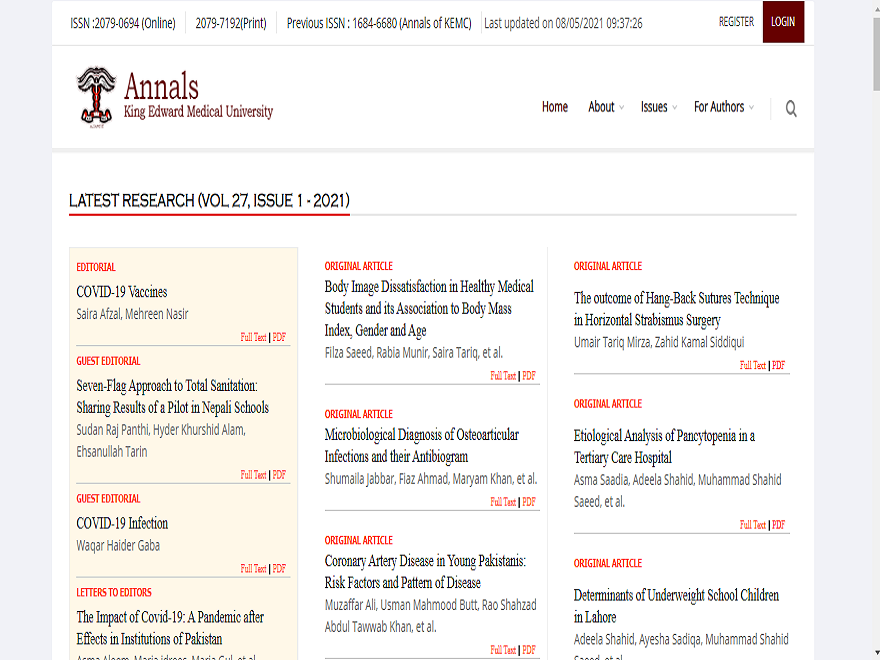 ISSN :2079-0694 (Online)
2079-7192(Print)
Previous ISSN : 1684-6680 (Annals of KEMC)
Last updated on 08/05/2021 09:37:26
REGISTER
LOGIN
Annals
King Edward Medical University
Home
About
Issues
For Authors
LATEST RESEARCH (VOL 27, ISSUE 1 - 2021)
EDITORIAL
COVID-19 Vaccines
Saira Afzal, Mehreen Nasir
Full Text | PDF
GUEST EDITORIAL
Seven-Flag Approach to Total Sanitation:
Sharing Results of a Pilot in Nepali Schools
Sudan Raj Panthi, Hyder Khurshid Alam,
Ehsanullah Tarin
Full Text | PDF
GUEST EDITORIAL
COVID-19 Infection
Waqar Haider Gaba
Full Text | PDF
LETTERS TO EDITORS
The Impact of Covid-19: A Pandemic after
Effects in Institutions of Pakistan
Asma Aleem, Maria idrees, Maria Gul, et al.
ORIGINAL ARTICLE
Body Image Dissatisfaction in Healthy Medical
Students and its Association to Body Mass
Index, Gender and Age
Filza Saeed, Rabia Munir, Saira Tariq, et al.
Full Text | PDF
ORIGINAL ARTICLE
Microbiological Diagnosis of Osteoarticular
Infections and their Antibiogram
Shumaila Jabbar, Fiaz Ahmad, Maryam Khan, et al.
Full Text | PDF
ORIGINAL ARTICLE
Coronary Artery Disease in Young Pakistanis:
Risk Factors and Pattern of Disease
Muzaffar Ali, Usman Mahmood Butt, Rao Shahzad
Abdul Tawwab Khan, et al.
Full Text | PDF
ORIGINAL ARTICLE
The outcome of Hang-Back Sutures Technique
in Horizontal Strabismus Surgery
Umair Tariq Mirza, Zahid Kamal Siddiqui
Full Text | PDF
ORIGINAL ARTICLE
Etiological Analysis of Pancytopenia in a
Tertiary Care Hospital
Asma Saadia, Adeela Shahid, Muhammad Shahid
Saeed, et al.
Full Text | PDF
ORIGINAL ARTICLE
Determinants of Underweight School Children
in Lahore
Adeela Shahid, Ayesha Sadiqa, Muhammad Shahid
Saeed, et al.